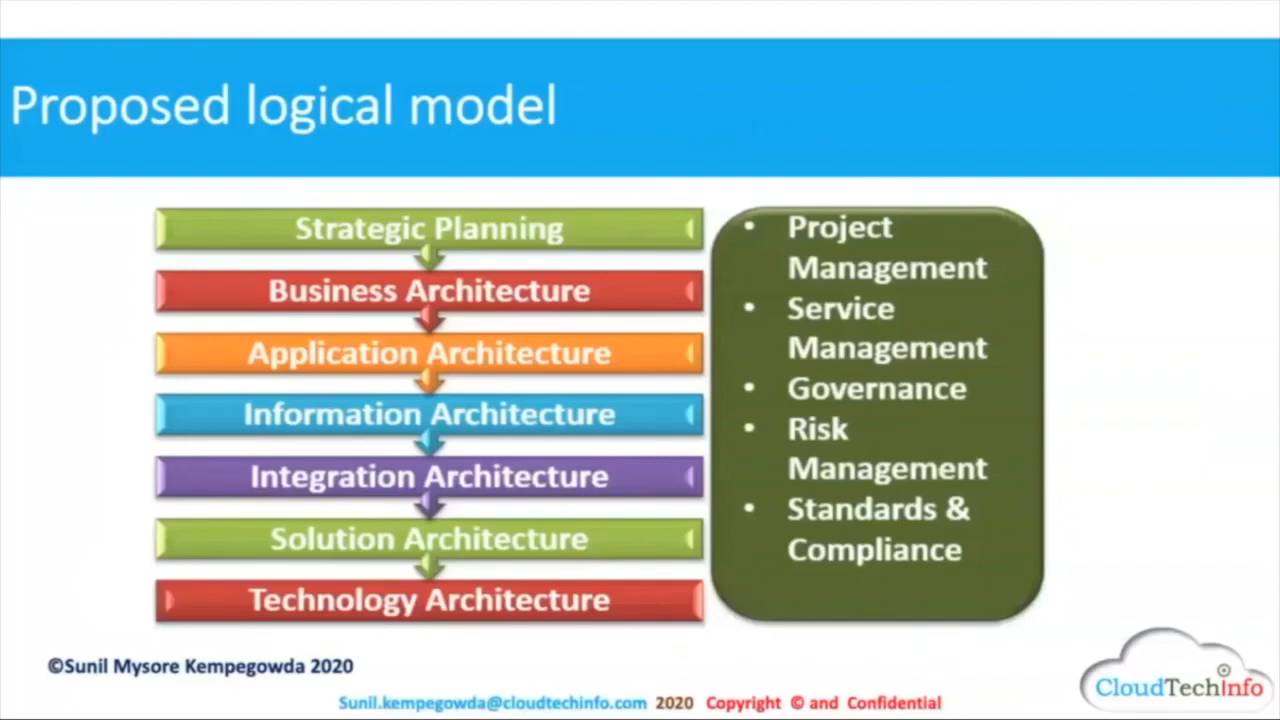 Proposed logical model
Strategic Planning
Business Architecture
Application Architecture
Information Architecture
Integration Architecture
Solution Architecture
Technology Architecture
• Project
Management
• Service
Management
• Governance
• Risk
Management
• Standards &
Compliance
©Sunil Mysore Kempegowda 2020
Sunil.kempegowda@cloudtechinfo.com 2020 Copyright © and Confidential
CloudTechInfo